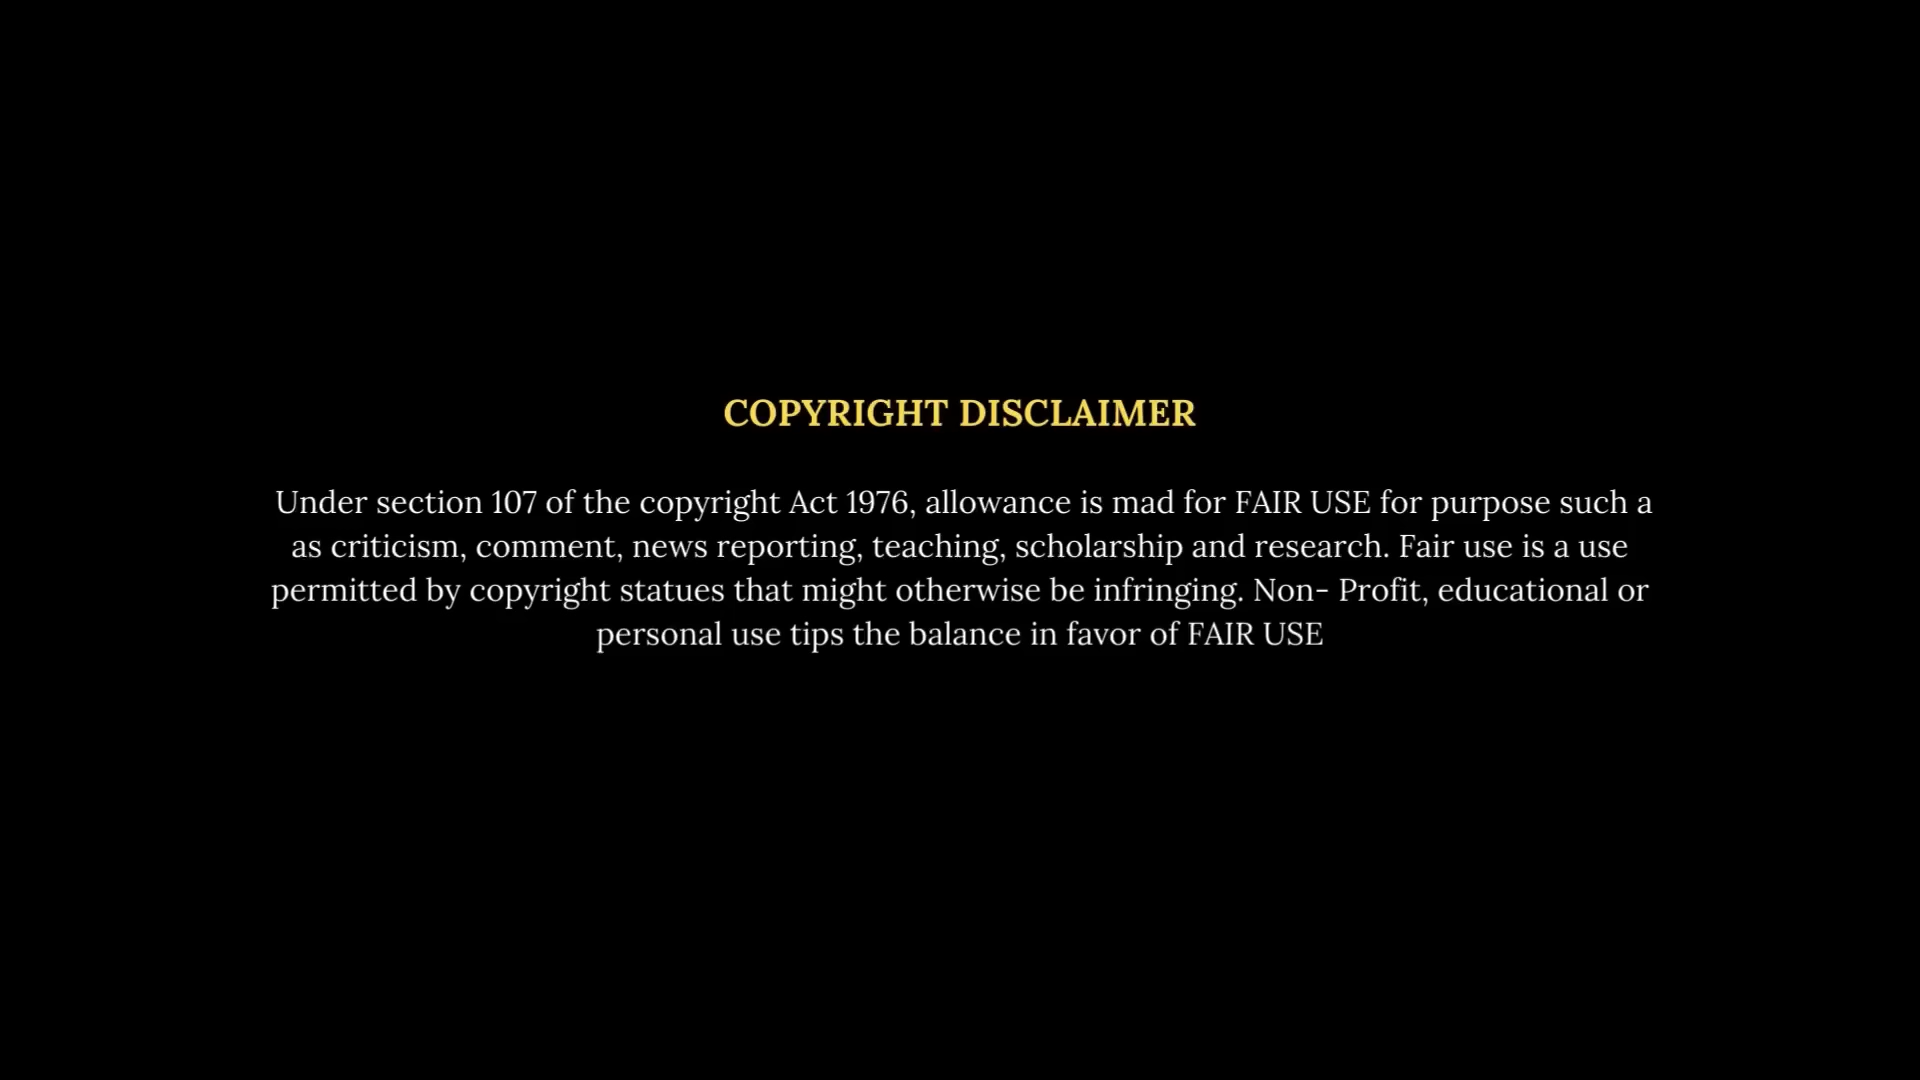 COPYRIGHT DISCLAIMER
Under section 107 of the copyright Act 1976, allowance is mad for FAIR USE for purpose such a
as criticism, comment, news reporting, teaching, scholarship and research. Fair use is a use
permitted by copyright statues that might otherwise be infringing. Non- Profit, educational or
personal use tips the balance in favor of FAIR USE